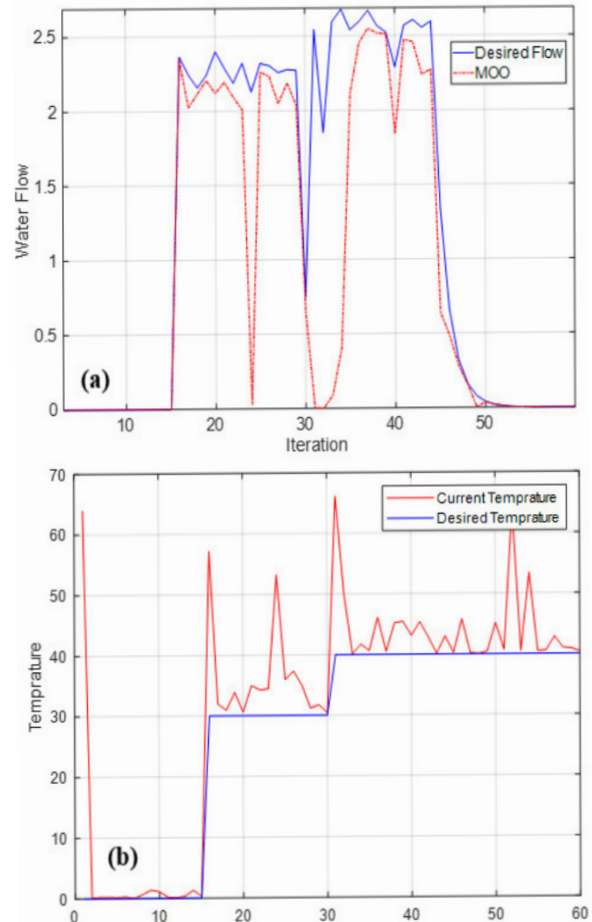 2.5
2
1.5
1
0.5
0
Water Flow
Desired Flow
MOO
(a)
10 20 30 40 50
Iteration
70
60
50
40
30
20
10
0
Temprature
Current Temprature
Desired Temprature
(b)
0 10 20 30 40 50 60